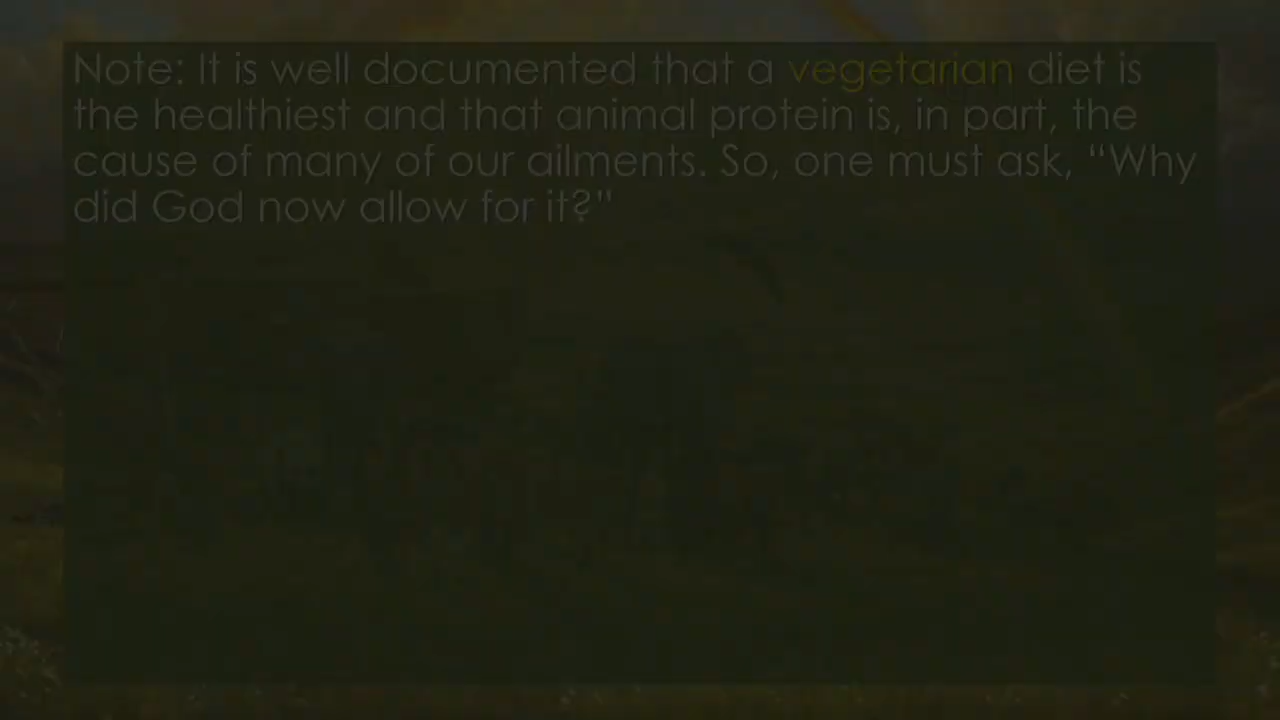 Note: It is well documented that a vegetarian diet is
the healthiest and that animal protein is, in part, the
cause of many of our ailments. So, one must ask, “Why
did God now allow for it?"